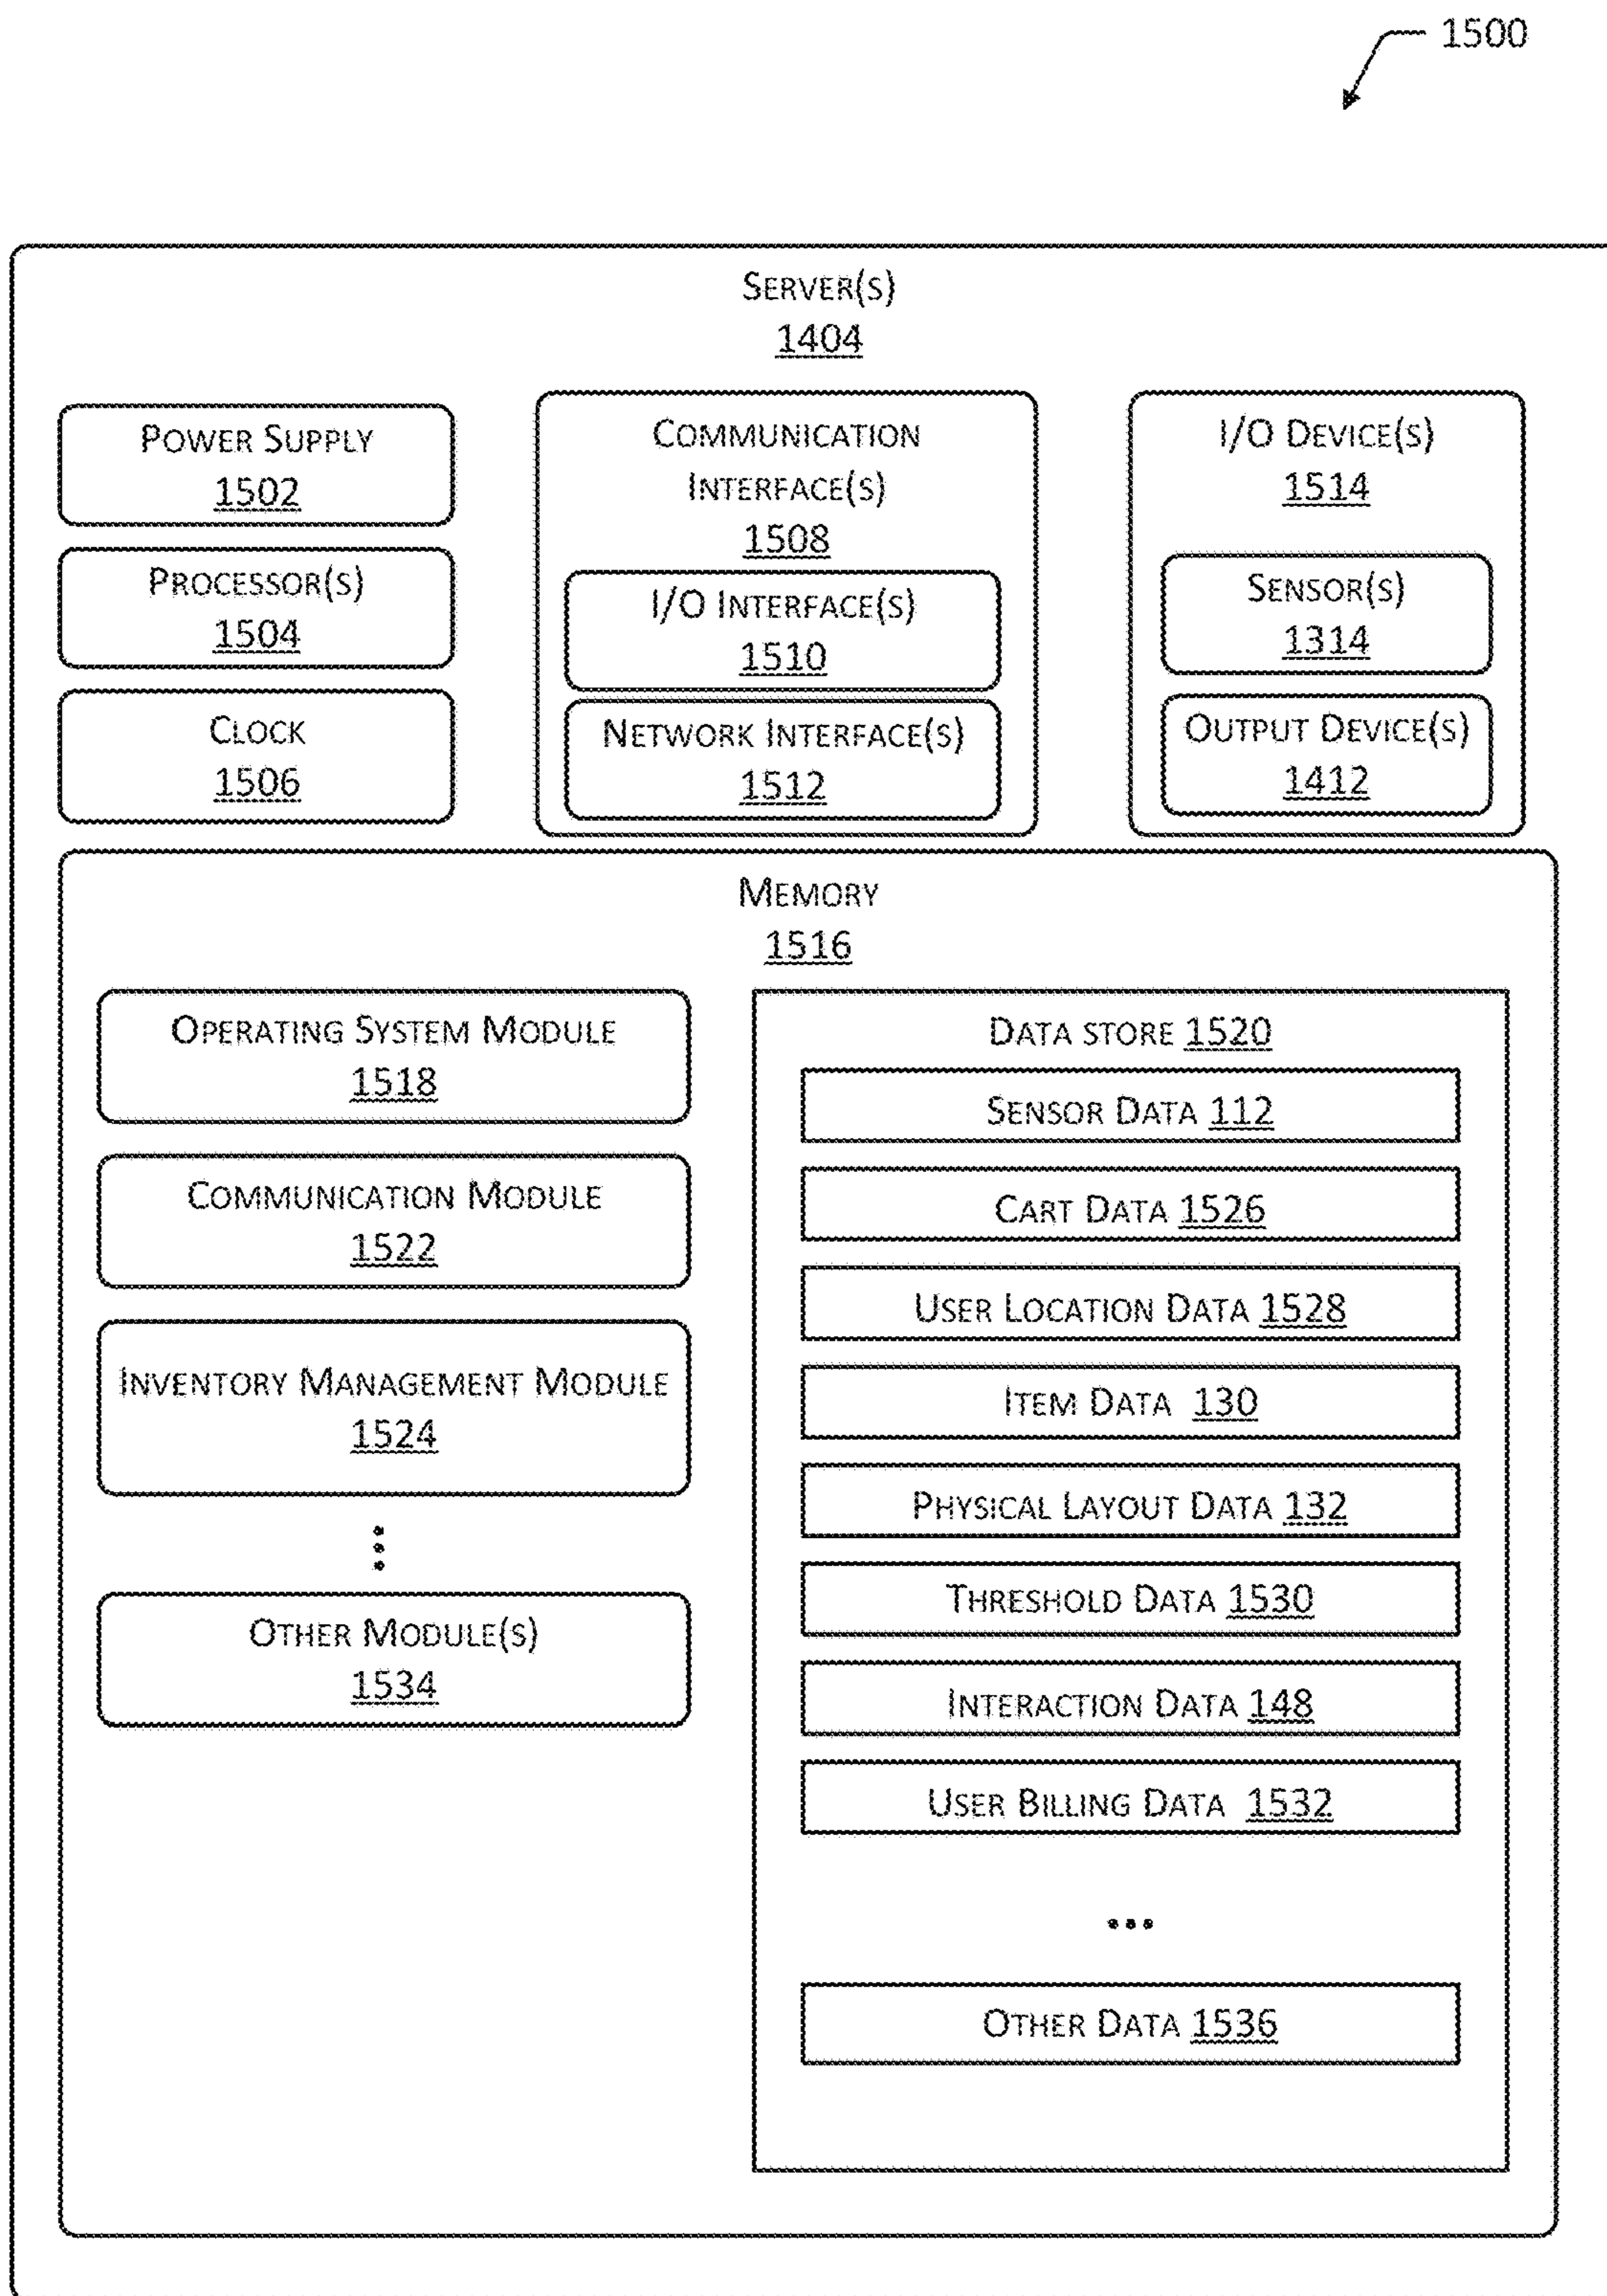 1500
SERVER(S)
1404
POWER SUPPLY
1502
PROCESSOR(S)
1504
CLOCK
1506
COMMUNICATION
INTERFACE(S)
1508
I/O INTERFACE(S)
1510
NETWORK INTERFACE(S)
1512
I/O DEVICE(S)
1514
SENSOR(S)
1314
OUTPUT DEVICE(S)
1412
MEMORY
1516
OPERATING SYSTEM MODULE
1518
COMMUNICATION MODULE
1522
INVENTORY MANAGEMENT MODULE
1524
OTHER MODULE(S)
1534
DATA STORE 1520
SENSOR DATA 112
CART DATA 1526
USER LOCATION DATA 1528
ITEM DATA 130
PHYSICAL LAYOUT DATA 132
THRESHOLD DATA 1530
INTERACTION DATA 148
USER BILLING DATA 1532
...
OTHER DATA 1536